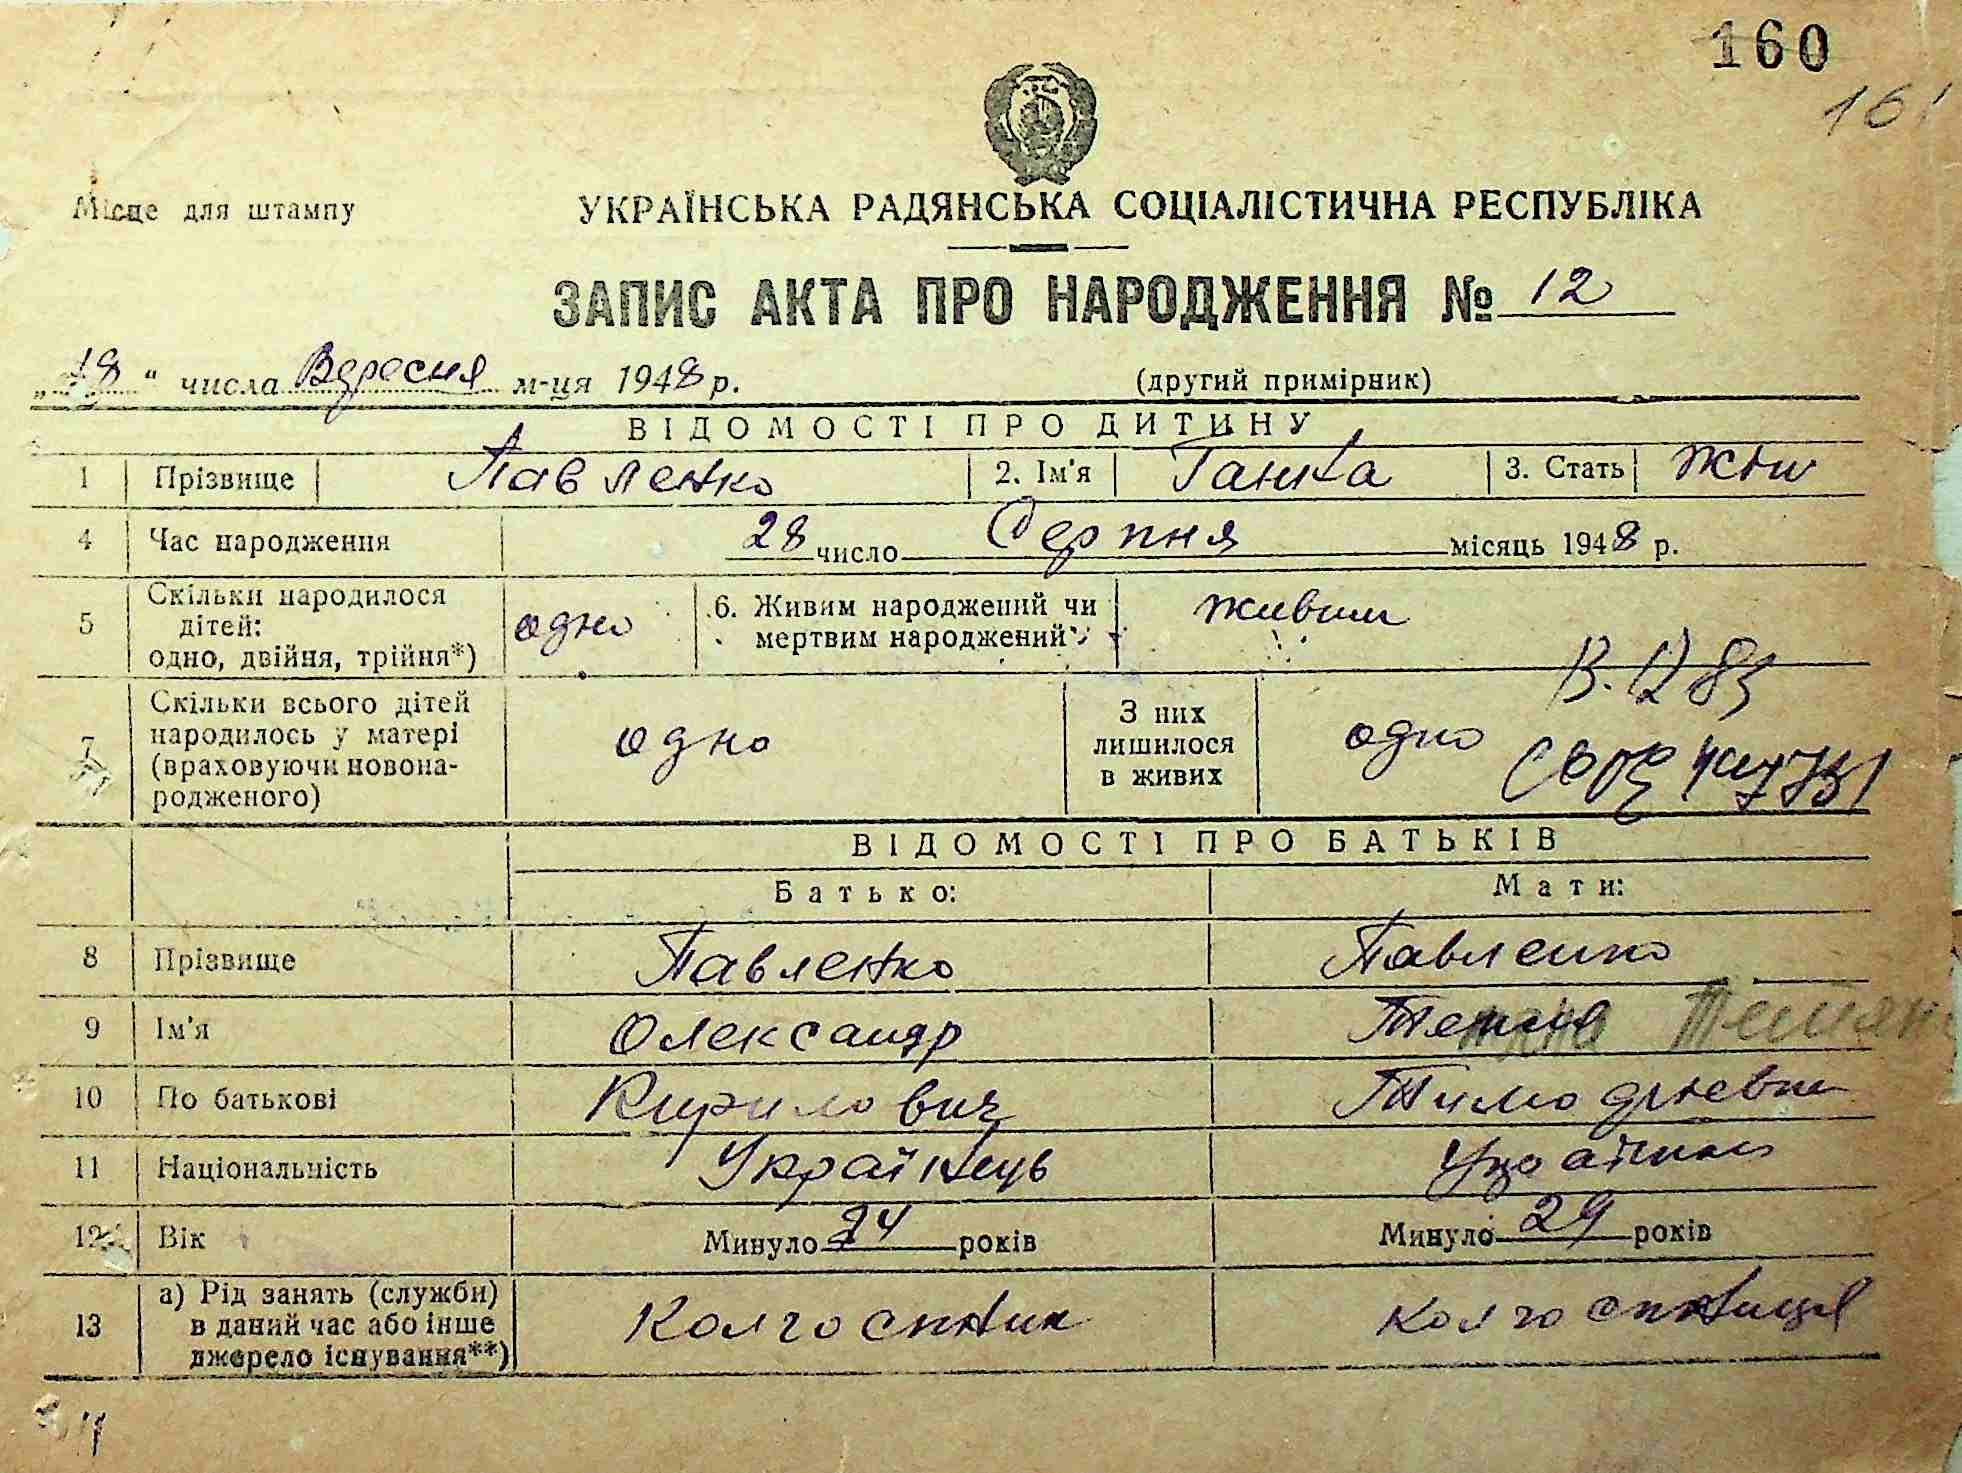 160
161
Місце для штампу
УКРАЇНСЬКА РАДЯНСЬКА СОЦІАЛІСТИЧНА РЕСПУБЛІКА
ЗАПИС АКТА ПРО НАРОДЖЕННЯ № 12
„18“ числа Вересня м-ця 1948 р. (другий примірник)
ВІДОМОСТІ ПРО ДИТИНУ
1 Прізвище Павленко 2. Ім'я Ганна 3. Стать жін
4 Час народження 28 число Серпня місяць 1948 р.
5 Скільки народилося дітей: одно, двійня, трійня*) одно 6. Живим народжений чи мертвим народжений живим
7 Скільки всього дітей народилось у матері (враховуючи новонародженого) одно З них лишилося в живих одно
ВІДОМОСТІ ПРО БАТЬКІВ
Батько: Мати:
8 Прізвище Павленко Павленко
9 Ім'я Олександр
10 По батькові Кирилович
11 Національність Українець
12 Вік Минуло 24 років Минуло 29 років
13 а) Рід занять (служби) в даний час або інше джерело існування**) Колгоспник колгоспниця